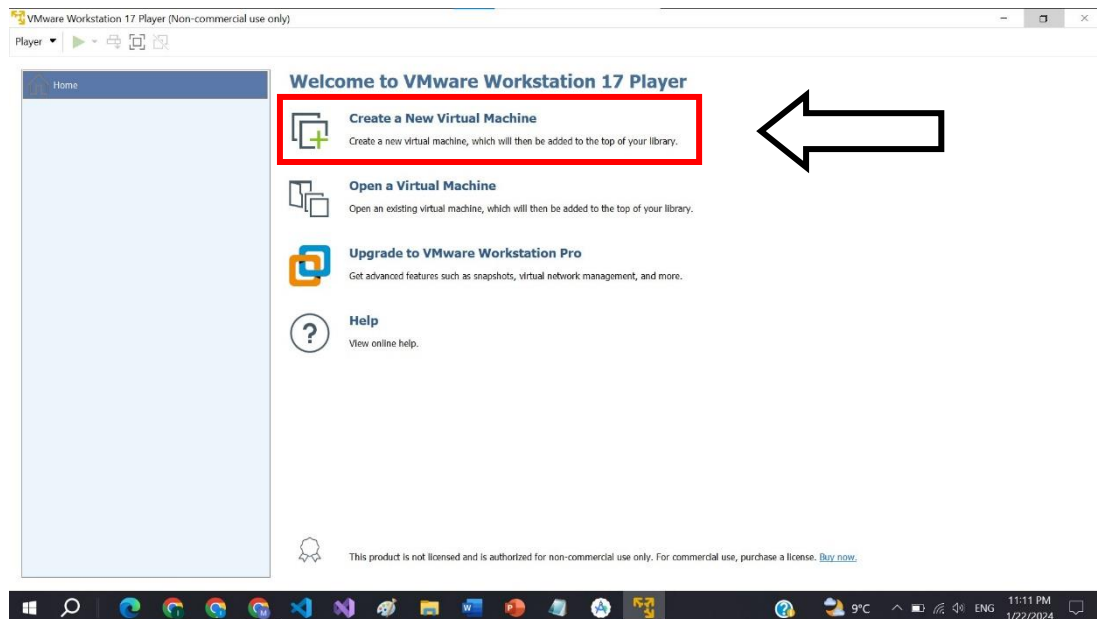 VMware Workstation 17 Player (Non-commercial use only)
Player
Home
Welcome to VMware Workstation 17 Player
Create a New Virtual Machine
Create a new virtual machine, which will then be added to the top of your library.
Open a Virtual Machine
Open an existing virtual machine, which will then be added to the top of your library.
Upgrade to VMware Workstation Pro
Get advanced features such as snapshots, virtual network management, and more.
Help
View online help.
This product is not licensed and is authorized for non-commercial use only. For commercial use, purchase a license. Buy now.
9°C
ENG
11:11 PM
1/22/2024